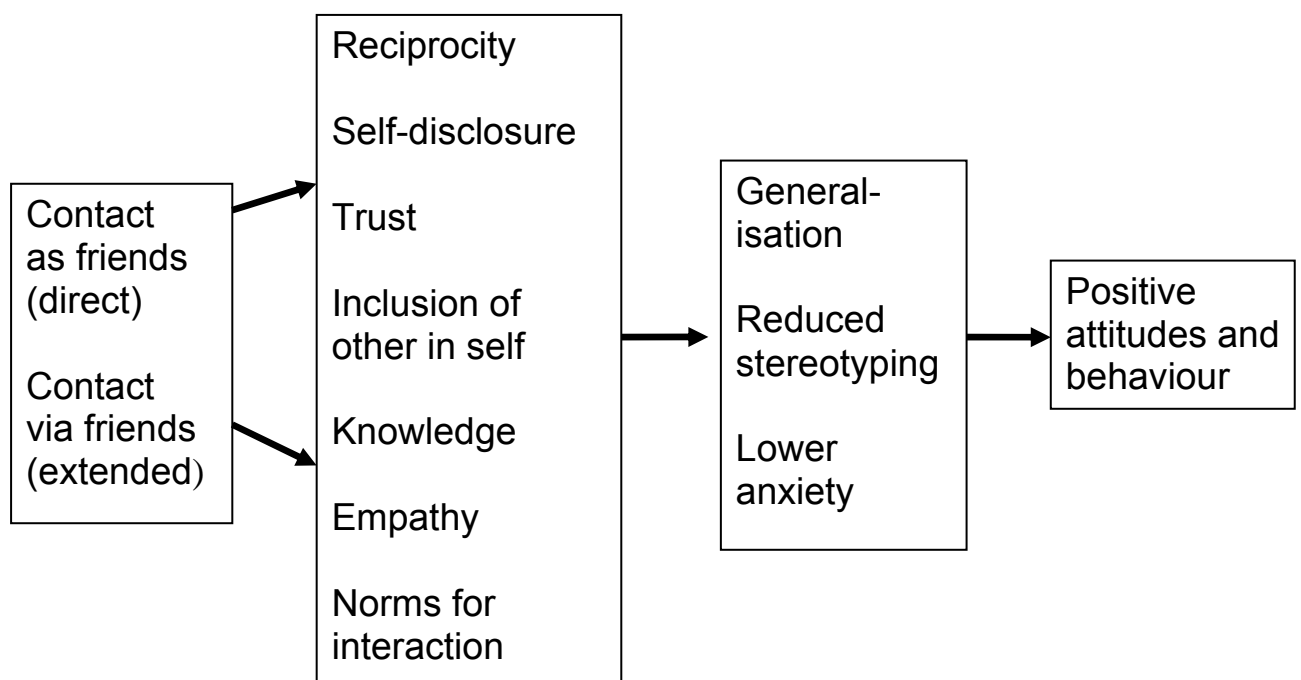 Contact
as friends
(direct)
Contact
via friends
(extended)
Reciprocity
Self-disclosure
Trust
Inclusion of
other in self
Knowledge
Empathy
Norms for
interaction
General-
isation
Reduced
stereotyping
Lower
anxiety
Positive
attitudes and
behaviour